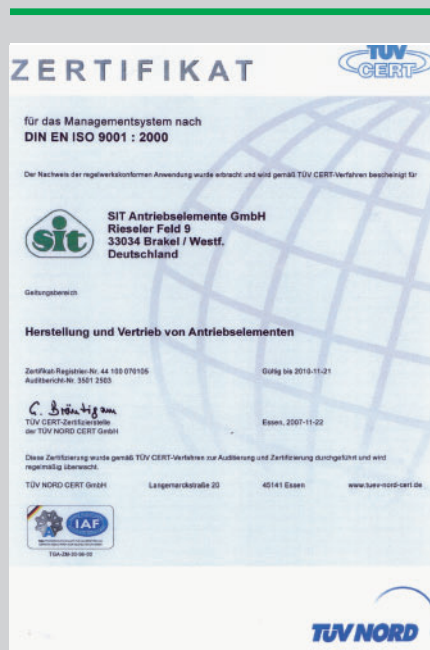 ZERTIFIKAT
TÜV
CERT
für das Managementsystem nach
DIN EN ISO 9001 : 2000
Der Nachweis der regelwerkskonformen Anwendung wurde erbracht und wird gemäß TÜV CERT-Verfahren bescheinigt für
sit
SIT Antriebselemente GmbH
Rieseler Feld 9
33034 Brakel / Westf.
Deutschland
Geltungsbereich
Herstellung und Vertrieb von Antriebselementen
Zertifikat-Registrier-Nr. 44 100 070105 Gültig bis 2010-11-21
Auditbericht-Nr. 3501 2503
C. Bräutigam
TÜV CERT-Zertifizierstelle Essen, 2007-11-22
der TÜV NORD CERT GmbH
Diese Zertifizierung wurde gemäß TÜV CERT-Verfahren zur Auditierung und Zertifizierung durchgeführt und wird
regelmäßig überwacht.
TÜV NORD CERT GmbH Langemarckstraße 20 45141 Essen www.tuev-nord-cert.de
IAF
TÜV NORD